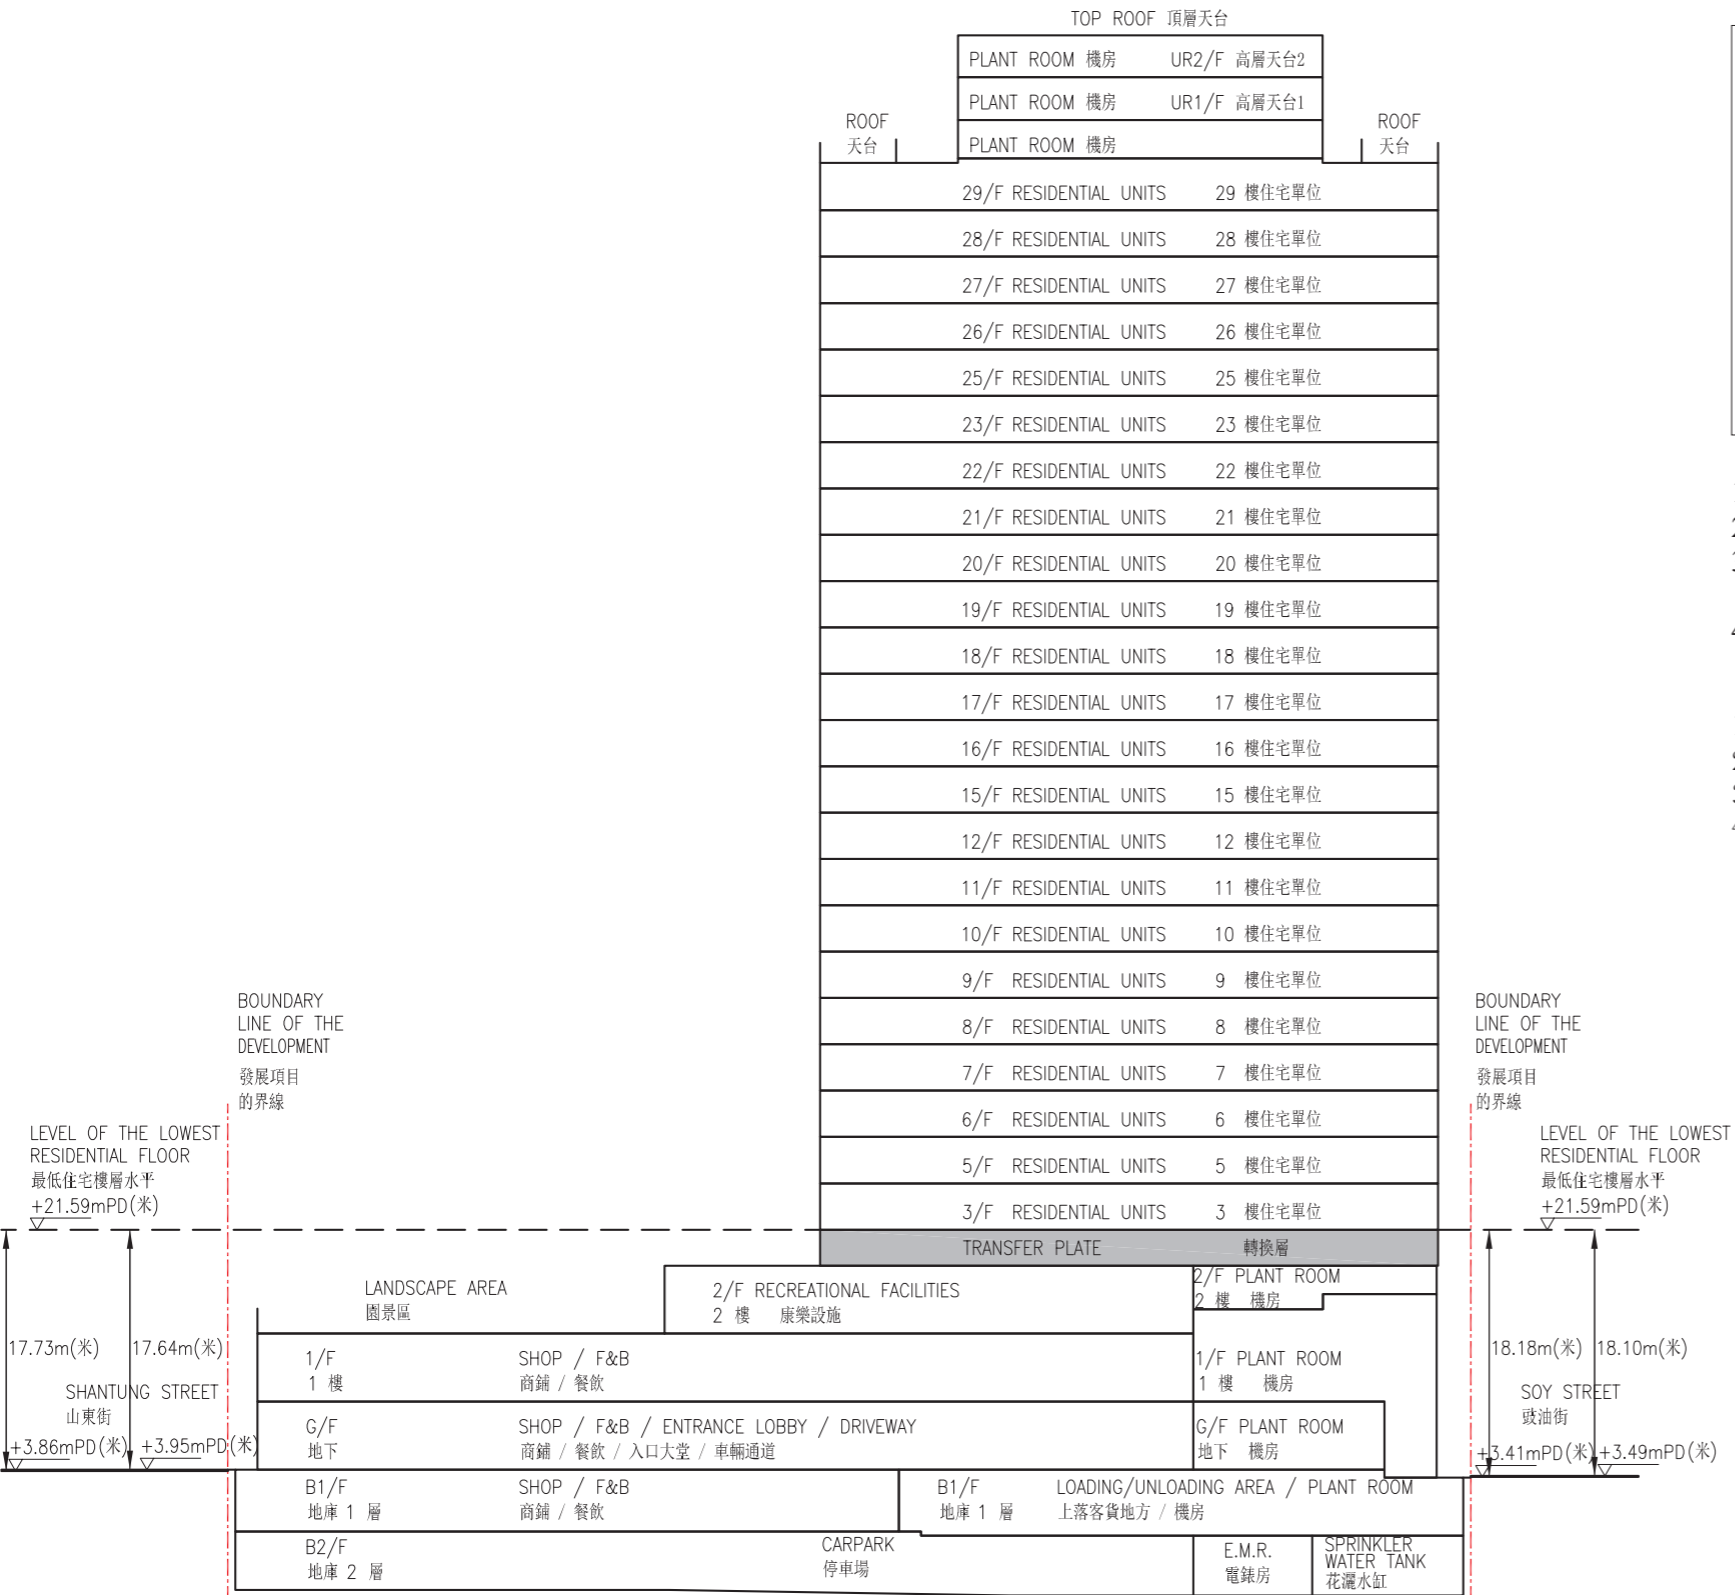 TOP ROOF 頂層天台
PLANT ROOM 機房 UR2/F 高層天台2
PLANT ROOM 機房 UR1/F 高層天台1
PLANT ROOM 機房
ROOF
天台
ROOF
天台
29/F RESIDENTIAL UNITS 29 樓住宅單位
28/F RESIDENTIAL UNITS 28 樓住宅單位
27/F RESIDENTIAL UNITS 27 樓住宅單位
26/F RESIDENTIAL UNITS 26 樓住宅單位
25/F RESIDENTIAL UNITS 25 樓住宅單位
23/F RESIDENTIAL UNITS 23 樓住宅單位
22/F RESIDENTIAL UNITS 22 樓住宅單位
21/F RESIDENTIAL UNITS 21 樓住宅單位
20/F RESIDENTIAL UNITS 20 樓住宅單位
19/F RESIDENTIAL UNITS 19 樓住宅單位
18/F RESIDENTIAL UNITS 18 樓住宅單位
17/F RESIDENTIAL UNITS 17 樓住宅單位
16/F RESIDENTIAL UNITS 16 樓住宅單位
15/F RESIDENTIAL UNITS 15 樓住宅單位
12/F RESIDENTIAL UNITS 12 樓住宅單位
11/F RESIDENTIAL UNITS 11 樓住宅單位
10/F RESIDENTIAL UNITS 10 樓住宅單位
9/F RESIDENTIAL UNITS 9 樓住宅單位
8/F RESIDENTIAL UNITS 8 樓住宅單位
7/F RESIDENTIAL UNITS 7 樓住宅單位
6/F RESIDENTIAL UNITS 6 樓住宅單位
5/F RESIDENTIAL UNITS 5 樓住宅單位
3/F RESIDENTIAL UNITS 3 樓住宅單位
TRANSFER PLATE 轉換層
BOUNDARY
LINE OF THE
DEVELOPMENT
發展項目
的界線
LEVEL OF THE LOWEST
RESIDENTIAL FLOOR
最低住宅樓層水平
+21.59mPD(米)
17.73m(米) 17.64m(米)
SHANTUNG STREET
山東街
+3.86mPD(米) +3.95mPD(米)
BOUNDARY
LINE OF THE
DEVELOPMENT
發展項目
的界線
LEVEL OF THE LOWEST
RESIDENTIAL FLOOR
最低住宅樓層水平
+21.59mPD(米)
18.18m(米) 18.10m(米)
SOY STREET
豉油街
+3.41mPD(米) +3.49mPD(米)
LANDSCAPE AREA
園景區
2/F RECREATIONAL FACILITIES
2 樓 康樂設施
2/F PLANT ROOM
2 樓 機房
1/F SHOP / F&B
1 樓 商鋪 / 餐飲
1/F PLANT ROOM
1 樓 機房
G/F SHOP / F&B / ENTRANCE LOBBY / DRIVEWAY
地下 商鋪 / 餐飲 / 入口大堂 / 車輛通道
G/F PLANT ROOM
地下 機房
B1/F SHOP / F&B
地庫 1 層 商鋪 / 餐飲
B1/F LOADING/UNLOADING AREA / PLANT ROOM
地庫 1 層 上落客貨地方 / 機房
B2/F CARPARK
地庫 2 層 停車場
E.M.R.
電錶房
SPRINKLER
WATER TANK
花灑水缸